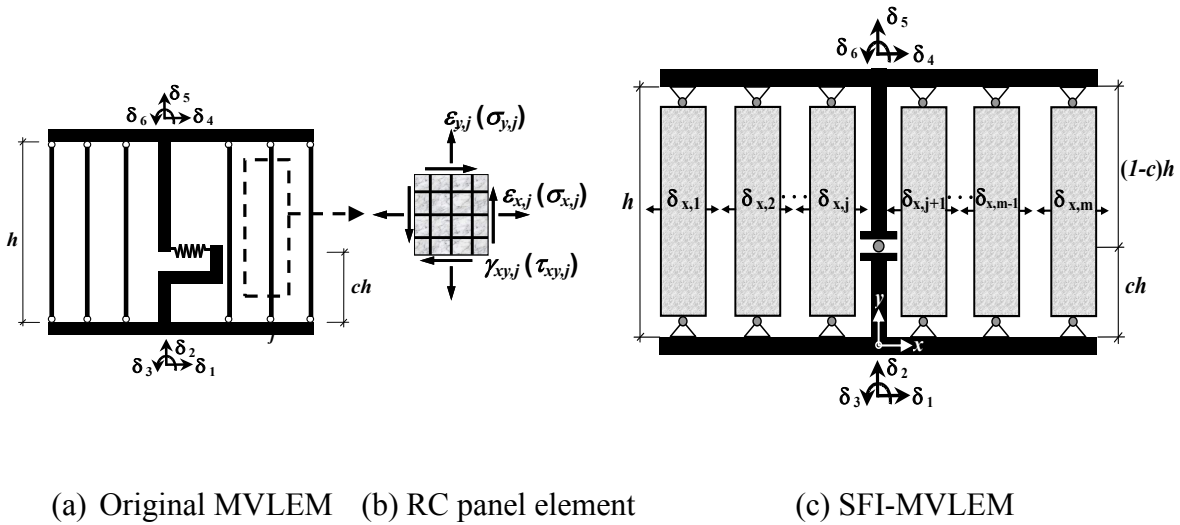 δ5
δ6 δ4
h
ch
j
δ2
δ3 δ1
εy,j (σy,j)
εx,j (σx,j)
γxy,j (τxy,j)
δ5
δ6 δ4
h
δx,1 δx,2 ... δx,j δx,j+1 ... δx,m-1 δx,m
(1-c)h
ch
y
x
δ2
δ3 δ1
(a) Original MVLEM (b) RC panel element (c) SFI-MVLEM